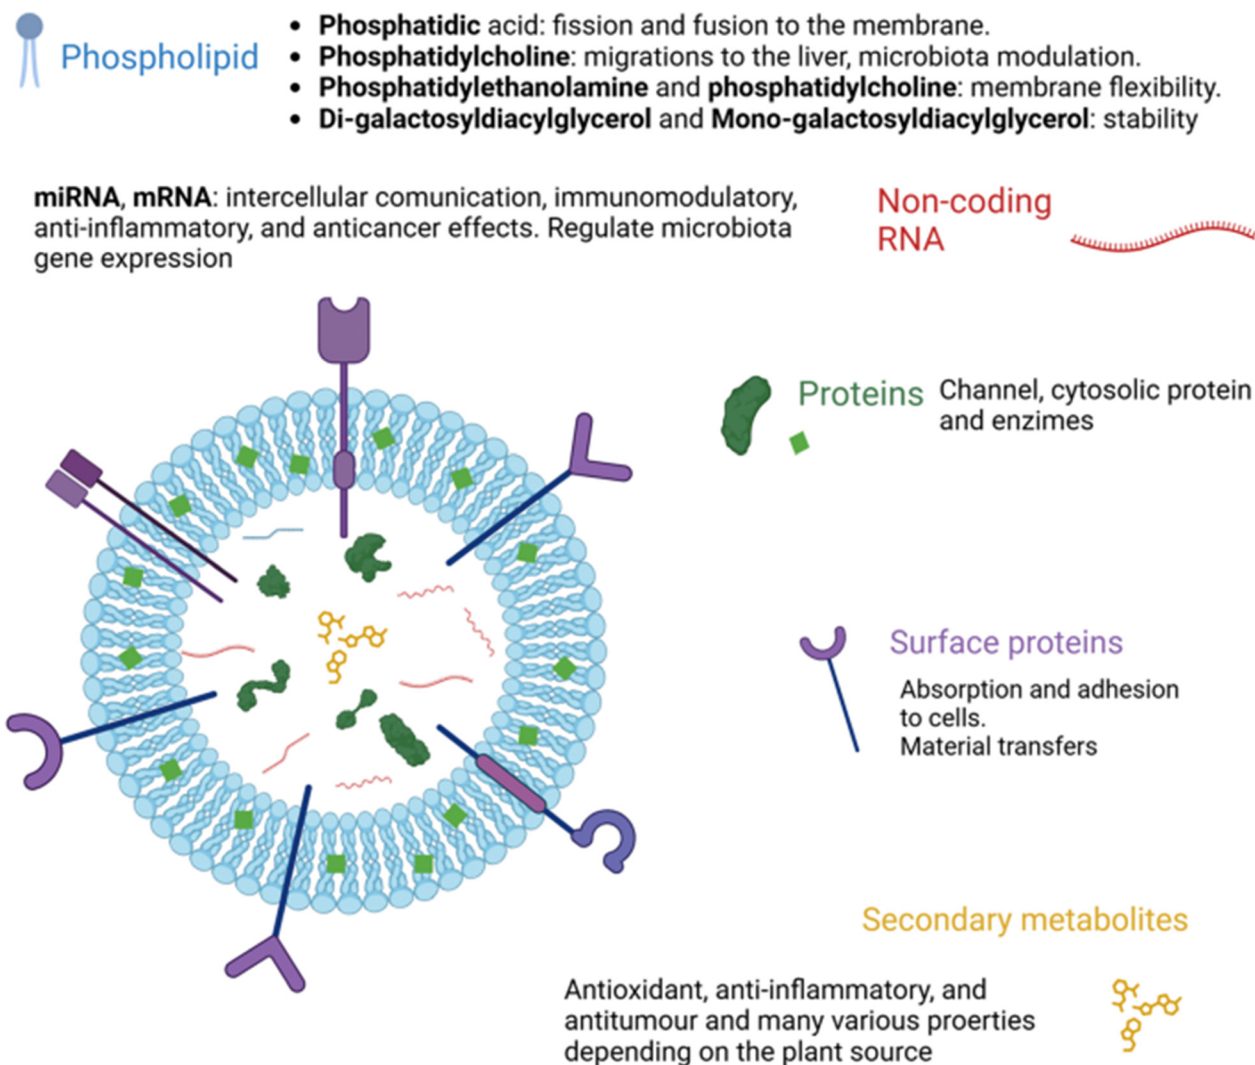 Phospholipid
• Phosphatidic acid: fission and fusion to the membrane.
• Phosphatidylcholine: migrations to the liver, microbiota modulation.
• Phosphatidylethanolamine and phosphatidylcholine: membrane flexibility.
• Di-galactosyldiacylglycerol and Mono-galactosyldiacylglycerol: stability
miRNA, mRNA: intercellular comunication, immunomodulatory,
anti-inflammatory, and anticancer effects. Regulate microbiota
gene expression
Non-coding
RNA
Proteins
Channel, cytosolic protein
and enzimes
Surface proteins
Absorption and adhesion
to cells.
Material transfers
Secondary metabolites
Antioxidant, anti-inflammatory, and
antitumour and many various proerties
depending on the plant source